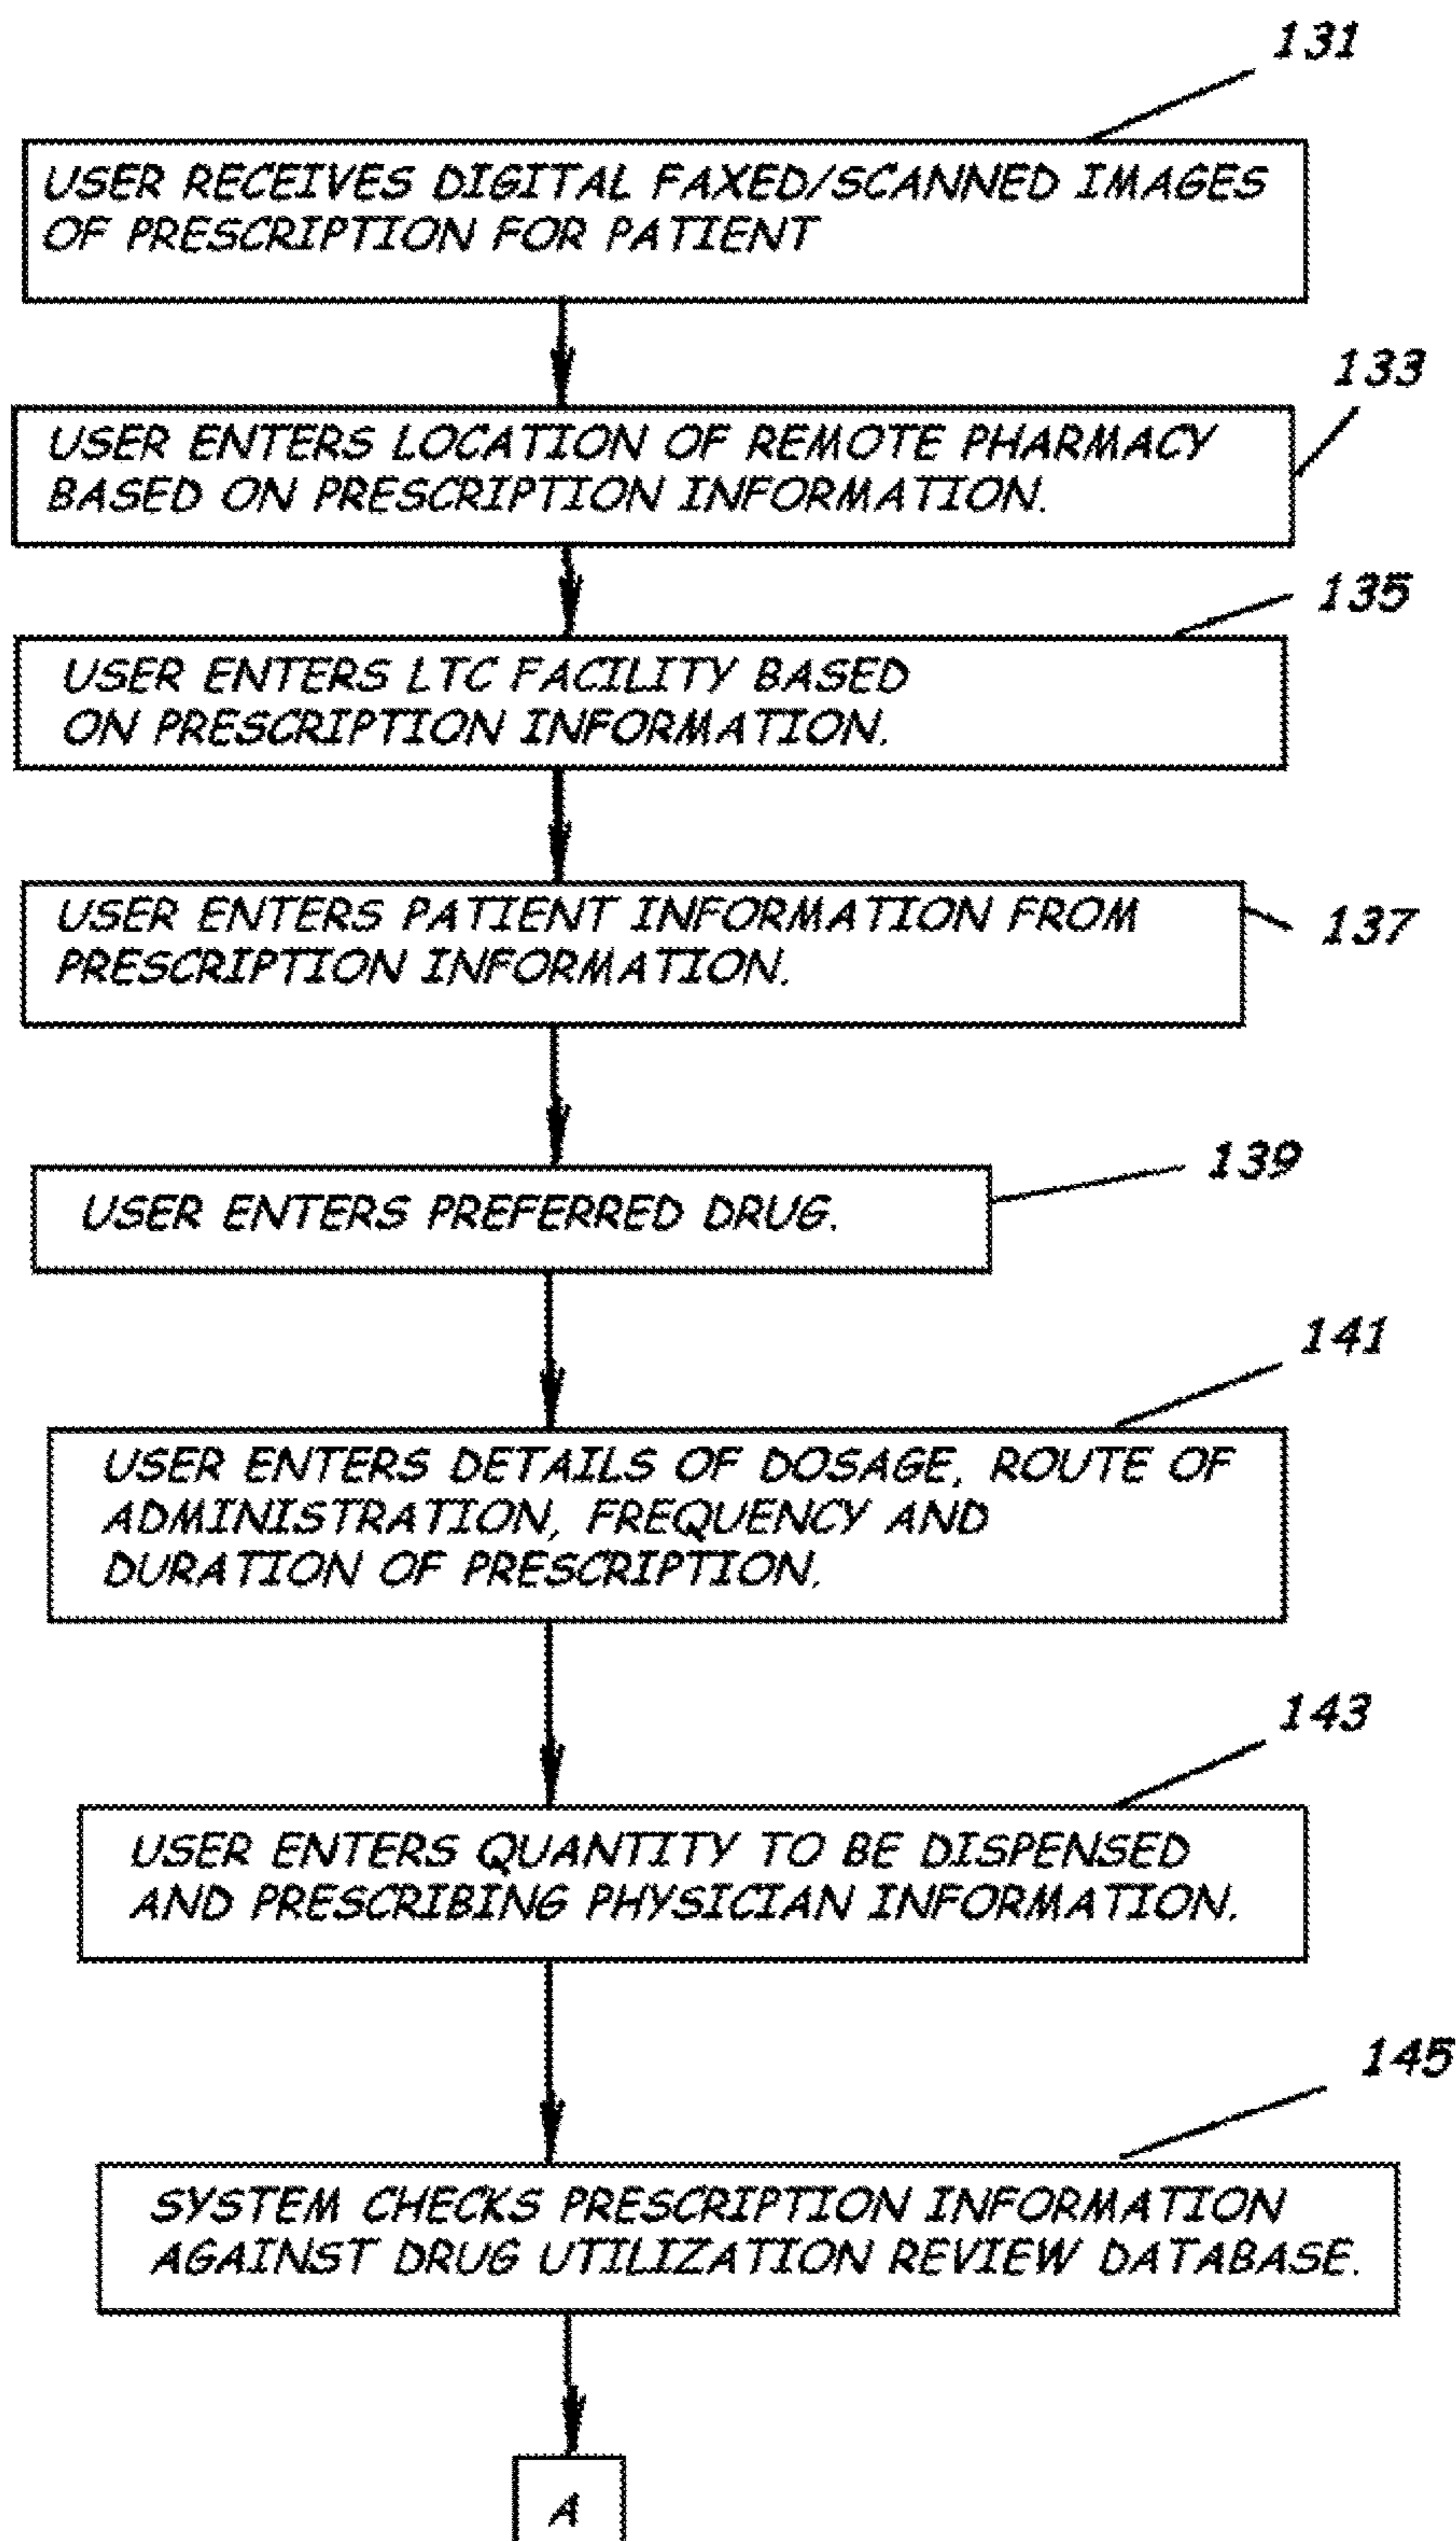 131
USER RECEIVES DIGITAL FAXED/SCANNED IMAGES
OF PRESCRIPTION FOR PATIENT
133
USER ENTERS LOCATION OF REMOTE PHARMACY
BASED ON PRESCRIPTION INFORMATION.
135
USER ENTERS LTC FACILITY BASED
ON PRESCRIPTION INFORMATION.
137
USER ENTERS PATIENT INFORMATION FROM
PRESCRIPTION INFORMATION.
139
USER ENTERS PREFERRED DRUG.
141
USER ENTERS DETAILS OF DOSAGE, ROUTE OF
ADMINISTRATION, FREQUENCY AND
DURATION OF PRESCRIPTION.
143
USER ENTERS QUANTITY TO BE DISPENSED
AND PRESCRIBING PHYSICIAN INFORMATION.
145
SYSTEM CHECKS PRESCRIPTION INFORMATION
AGAINST DRUG UTILIZATION REVIEW DATABASE.
A